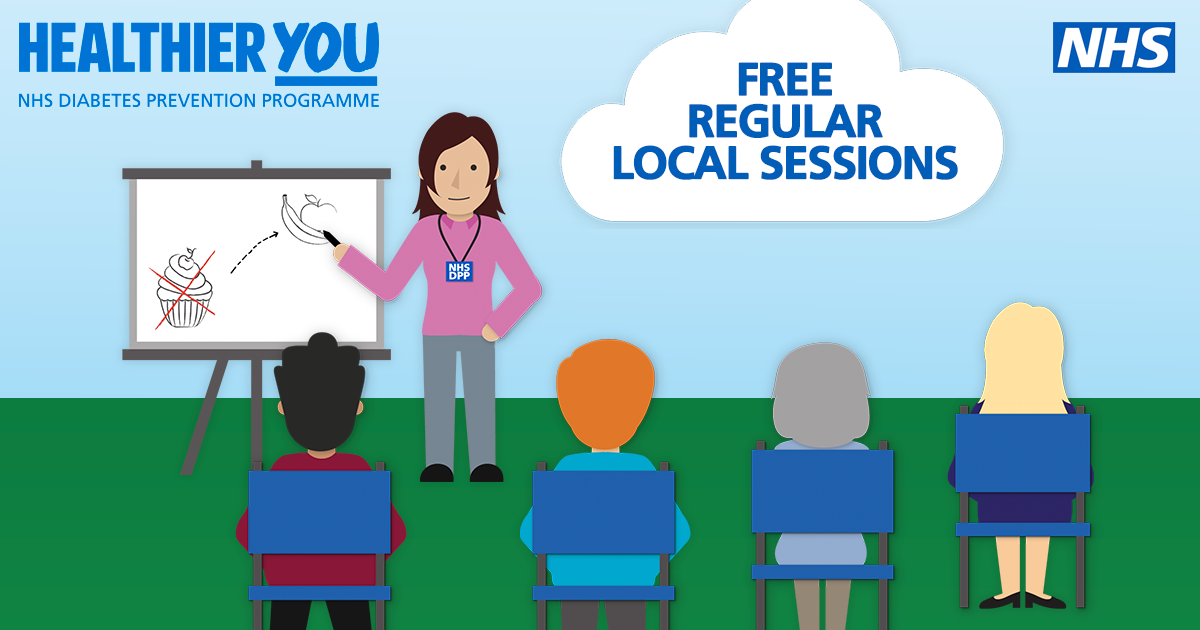 HEALTHIER YOU
NHS DIABETES PREVENTION PROGRAMME
NHS
FREE
REGULAR
LOCAL SESSIONS
NHS
DPP